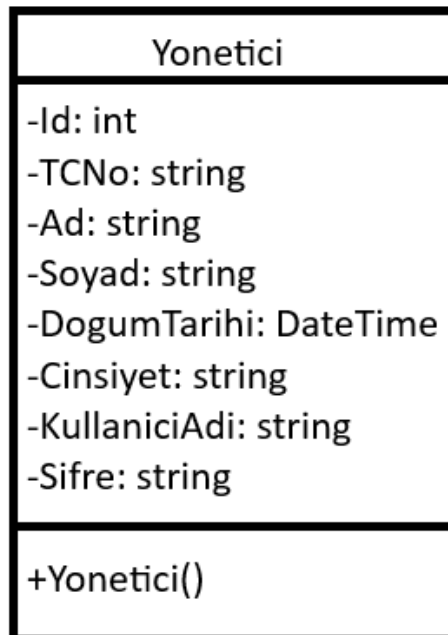 Yonetici
-Id: int
-TCNo: string
-Ad: string
-Soyad: string
-DogumTarihi: DateTime
-Cinsiyet: string
-KullaniciAdi: string
-Sifre: string
+Yonetici()